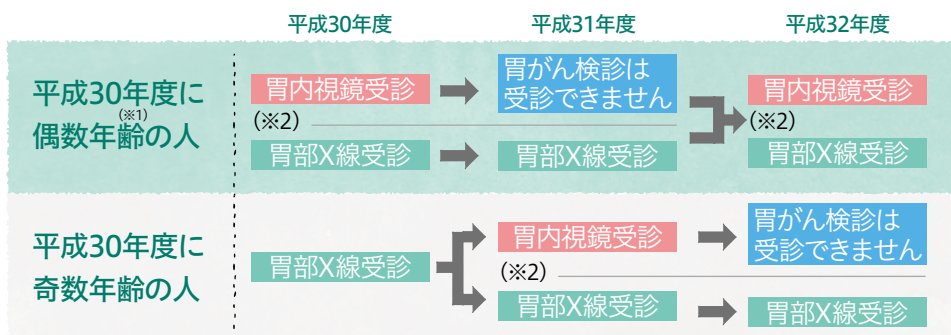 平成30年度
平成31年度
平成32年度
平成30年度に
(※1)
偶数年齢の人
胃内視鏡受診
胃がん検診は
受診できません
胃内視鏡受診
(※2)
(※2)
胃部X線受診
胃部X線受診
胃部X線受診
平成30年度に
奇数年齢の人
胃部X線受診
胃内視鏡受診
胃がん検診は
受診できません
(※2)
胃部X線受診
胃部X線受診